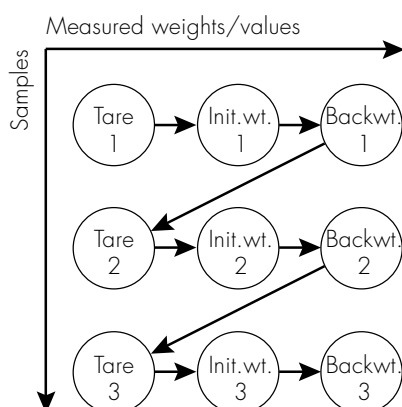 Measured weights/values
Samples
Tare
1
Init.wt.
1
Backwt.
1
Tare
2
Init.wt.
2
Backwt.
2
Tare
3
Init.wt.
3
Backwt.
3